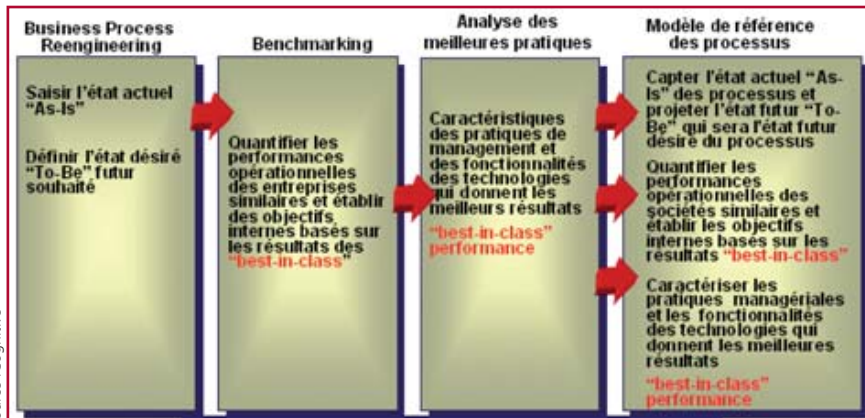 Business Process
Reengineering
Saisir l'état actuel
"As-Is"
Définir l'état désiré
"To-Be" futur
souhaité
Benchmarking
Quantifier les
performances
opérationnelles
des entreprises
similaires et établir
des objectifs
internes basés sur
les résultats des
"best-in-class"
Analyse des
meilleures pratiques
Caractéristiques
des pratiques de
management et
des fonctionnalités
des technologies
qui donnent les
meilleurs résultats
"best-in-class"
performance
Modèle de référence
des processus
Capter l'état actuel "As-
Is" des processus et
projeter l'état futur "To-
Be" qui sera l'état futur
désiré du processus
Quantifier les
performances
opérationnelles des
sociétés similaires et
établir les objectifs
internes basés sur les
résultats "best-in-class"
Caractériser les
pratiques managériales
et les fonctionnalités
des technologies qui
donnent les meilleures
résultats
"best-in-class"
performance